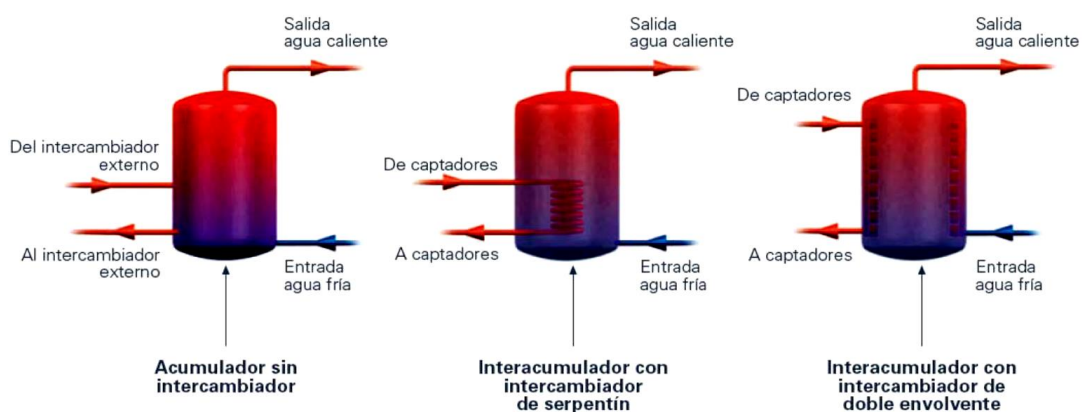 Salida
agua caliente
Del intercambiador
externo
Al intercambiador
externo
Entrada
agua fría
Acumulador sin
intercambiador
Salida
agua caliente
De captadores
A captadores
Entrada
agua fría
Interacumulador con
intercambiador
de serpentín
Salida
agua caliente
De captadores
A captadores
Entrada
agua fría
Interacumulador con
intercambiador de
doble envolvente